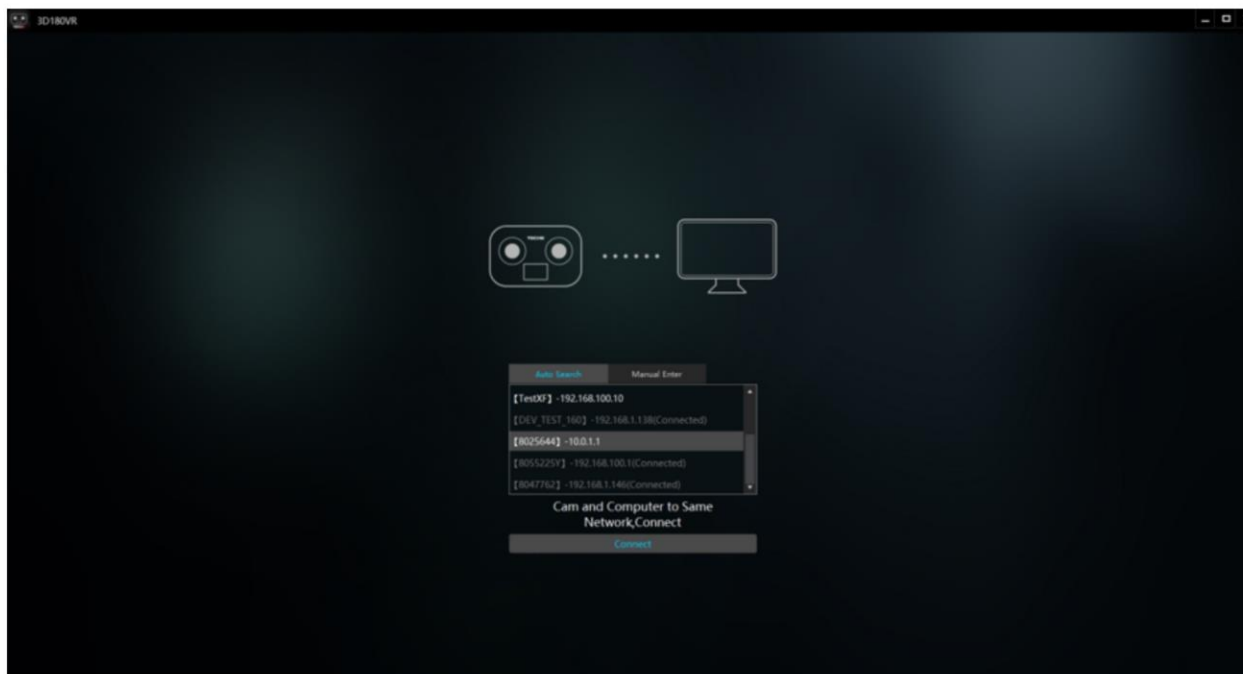 3D180VR
Auto Search Manual Enter
【TestXF】-192.168.100.10
【DEV_TEST_160】-192.168.1.138(Connected)
【8025644】-10.0.1.1
【8055225Y】-192.168.100.1(Connected)
【8047762】-192.168.1.146(Connected)
Cam and Computer to Same
Network,Connect
Connect